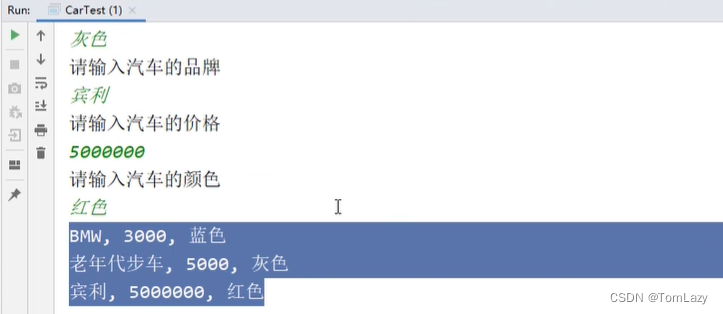 Run: CarTest (1)
灰色
请输入汽车的品牌
宾利
请输入汽车的价格
5000000
请输入汽车的颜色
红色
BMW, 3000, 蓝色
老年代步车, 5000, 灰色
宾利, 5000000, 红色
CSDN @TomLazy